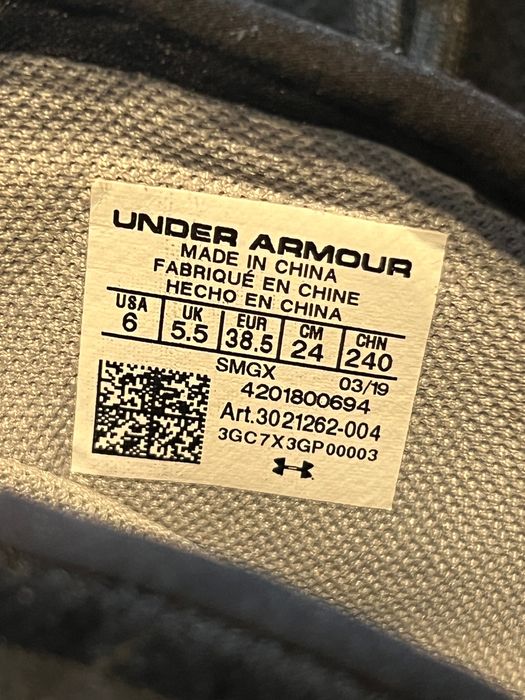 UNDER ARMOUR
MADE IN CHINA
FABRIQUÉ EN CHINE
HECHO EN CHINA
USA UK EUR CM CHN
6 5.5 38.5 24 240
SMGX 03/19
4201800694
Art.3021262-004
3GC7X3GP00003